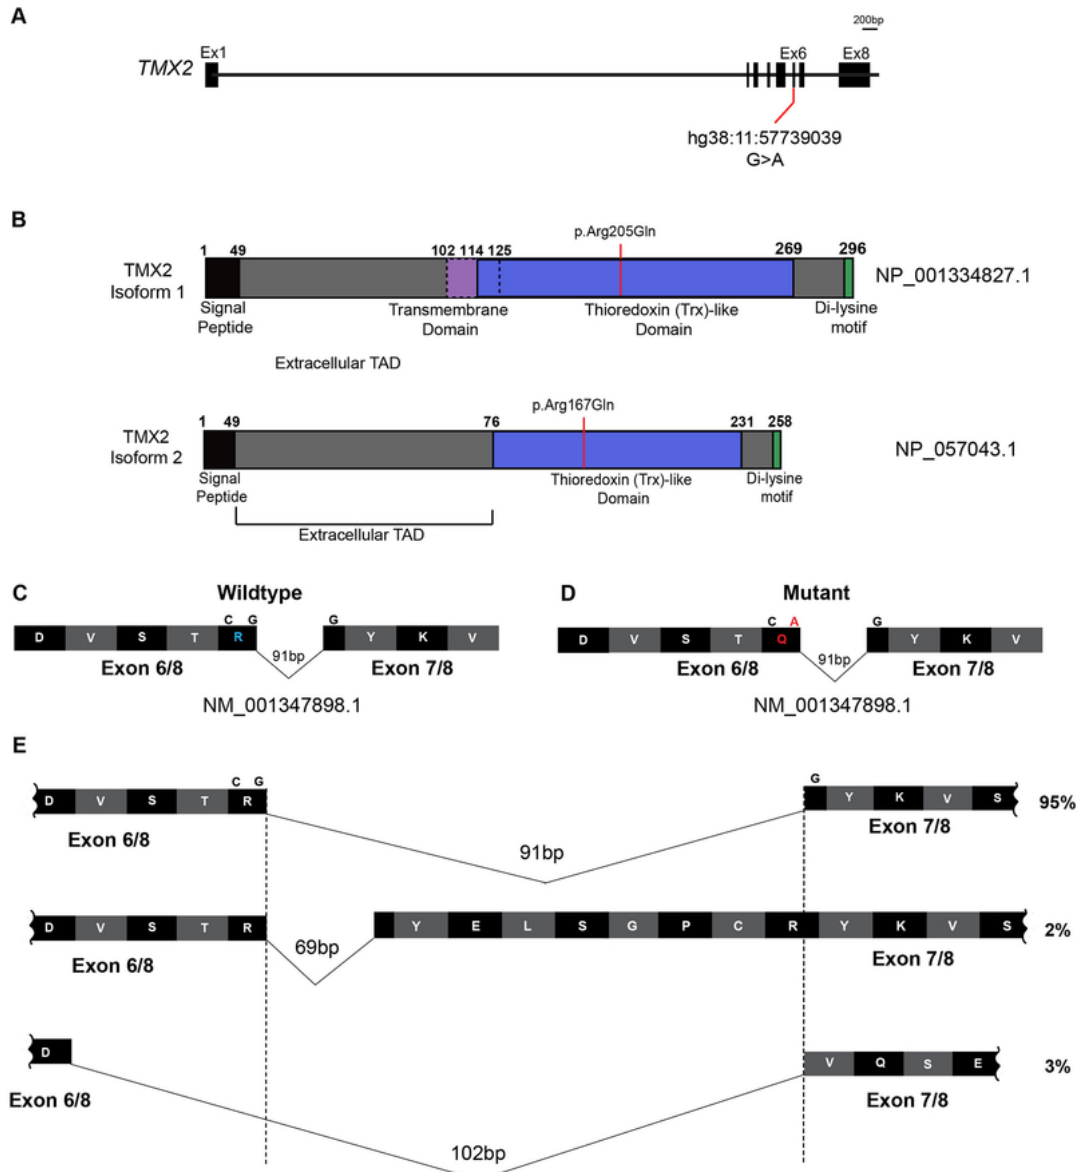 A
200bp
Ex1
Ex6
Ex8
TMX2
hg38:11:57739039
G>A
B
p.Arg205Gln
1 49 102 114 125 269 296
TMX2
Isoform 1
NP_001334827.1
Signal
Peptide
Transmembrane
Domain
Thioredoxin (Trx)-like
Domain
Di-lysine
motif
Extracellular TAD
p.Arg167Gln
1 49 76 231 258
TMX2
Isoform 2
NP_057043.1
Signal
Peptide
Thioredoxin (Trx)-like
Domain
Di-lysine
motif
Extracellular TAD
C
Wildtype
C G G
D V S T R Y K V
91bp
Exon 6/8 Exon 7/8
NM_001347898.1
D
Mutant
C A G
D V S T Q Y K V
91bp
Exon 6/8 Exon 7/8
NM_001347898.1
E
C G G
D V S T R Y K V S 95%
Exon 6/8 Exon 7/8
91bp
D V S T R Y E L S G P C R Y K V S 2%
69bp
Exon 6/8 Exon 7/8
D V Q S E 3%
Exon 6/8 Exon 7/8
102bp